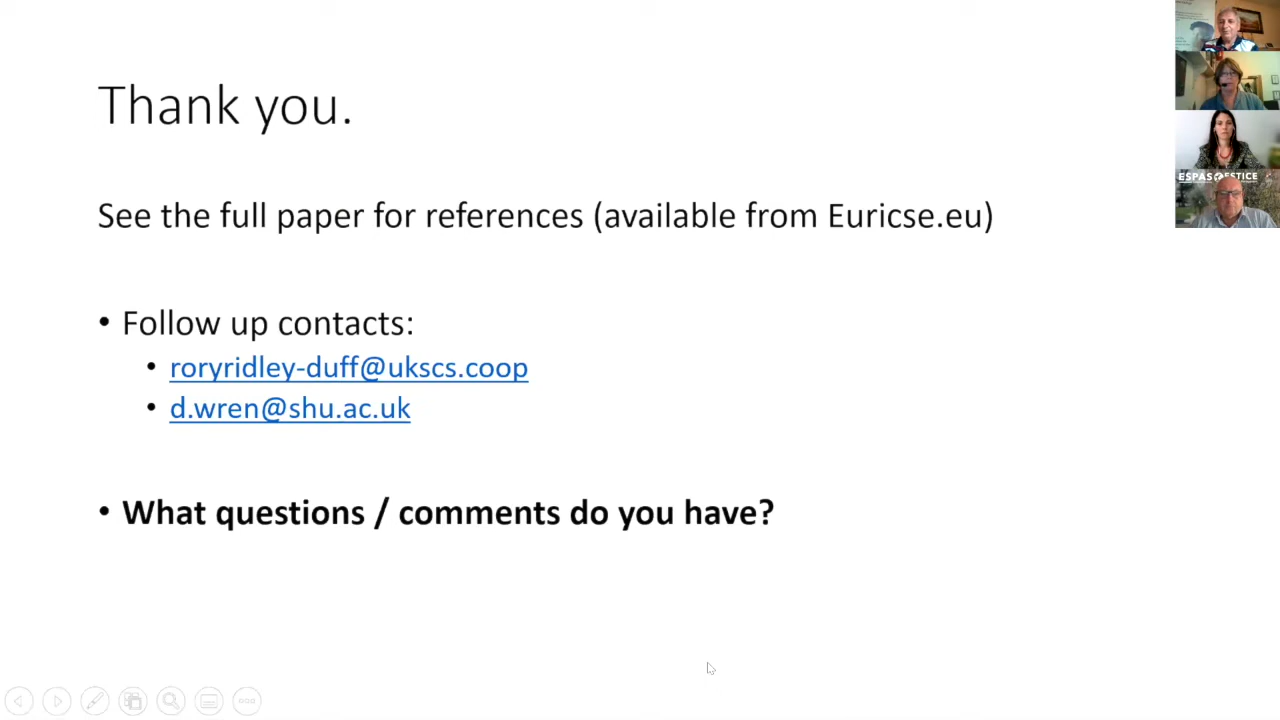 Thank you.
See the full paper for references (available from Euricse.eu)
• Follow up contacts:
• roryridley-duff@ukscs.coop
• d.wren@shu.ac.uk
• What questions / comments do you have?
ESPAS ESTICE